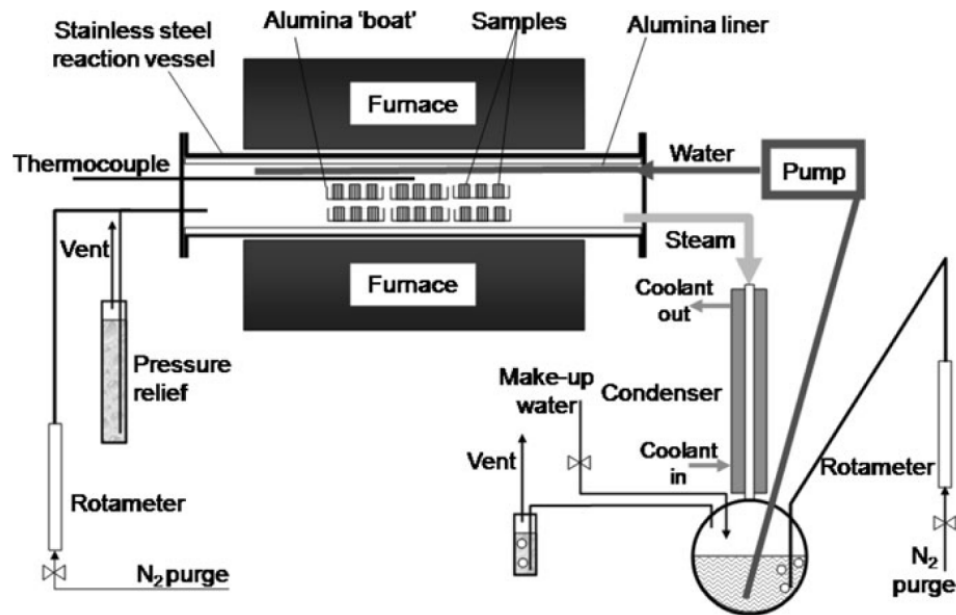 Stainless steel
reaction vessel
Alumina ‘boat’
Samples
Alumina liner
Furnace
Thermocouple
Water
Pump
Vent
Steam
Furnace
Coolant
out
Pressure
relief
Make-up
water
Condenser
Vent
Coolant
in
Rotameter
Rotameter
N₂ purge
N₂
purge